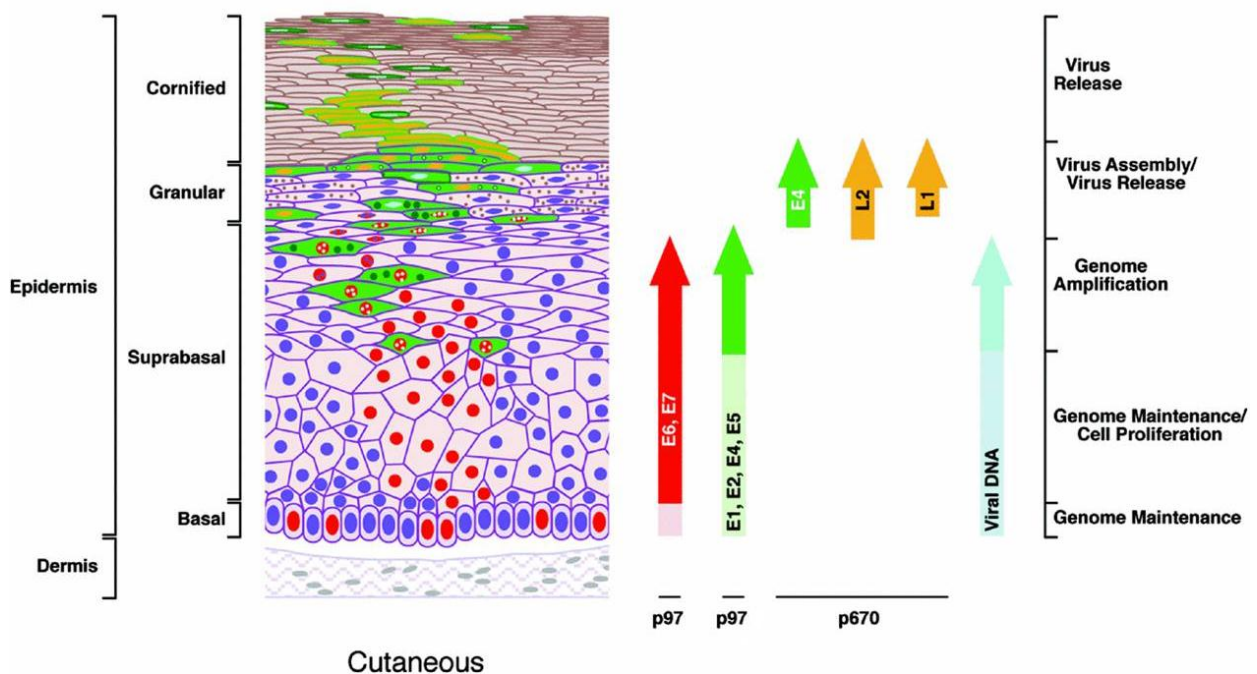 Epidermis
Dermis
Cornified
Granular
Suprabasal
Basal
E6, E7
E1, E2, E4, E5
E4
L2
L1
Viral DNA
Virus
Release
Virus Assembly/
Virus Release
Genome
Amplification
Genome Maintenance/
Cell Proliferation
Genome Maintenance
p97
p97
p670
Cutaneous